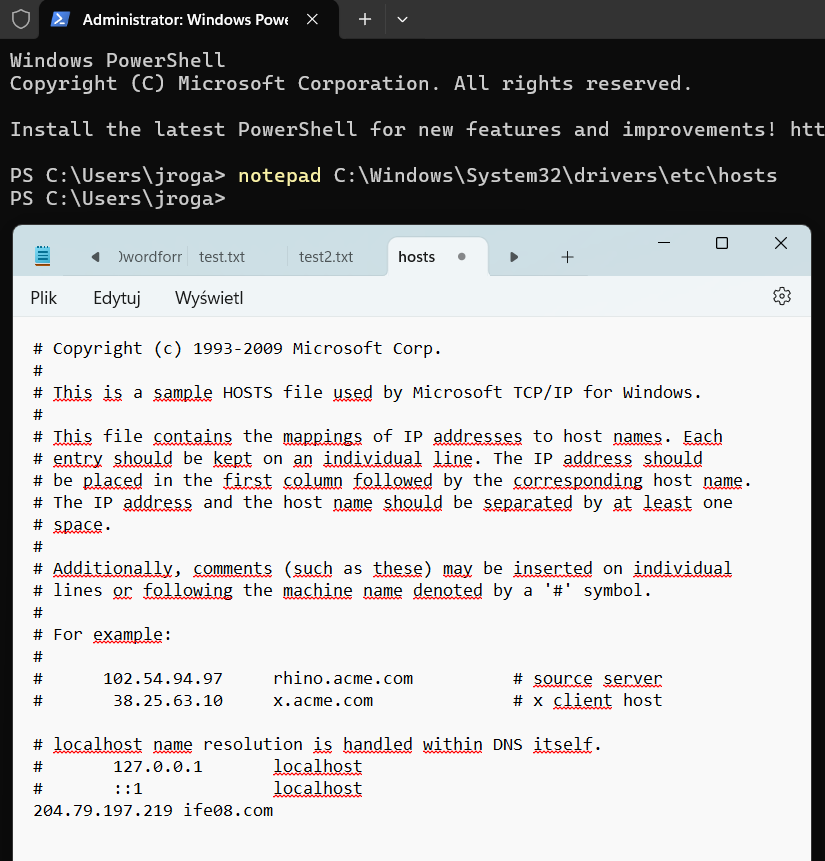 Administrator: Windows Powe
Windows PowerShell
Copyright (C) Microsoft Corporation. All rights reserved.
Install the latest PowerShell for new features and improvements! htt
PS C:\Users\jroga> notepad C:\Windows\System32\drivers\etc\hosts
PS C:\Users\jroga>
wordforr test.txt test2.txt hosts
Plik Edytuj Wyświetl
# Copyright (c) 1993-2009 Microsoft Corp.
#
# This is a sample HOSTS file used by Microsoft TCP/IP for Windows.
#
# This file contains the mappings of IP addresses to host names. Each
# entry should be kept on an individual line. The IP address should
# be placed in the first column followed by the corresponding host name.
# The IP address and the host name should be separated by at least one
# space.
#
# Additionally, comments (such as these) may be inserted on individual
# lines or following the machine name denoted by a '#' symbol.
#
# For example:
#
#      102.54.94.97     rhino.acme.com          # source server
#       38.25.63.10     x.acme.com              # x client host
# localhost name resolution is handled within DNS itself.
#       127.0.0.1       localhost
#       ::1             localhost
204.79.197.219 ife08.com